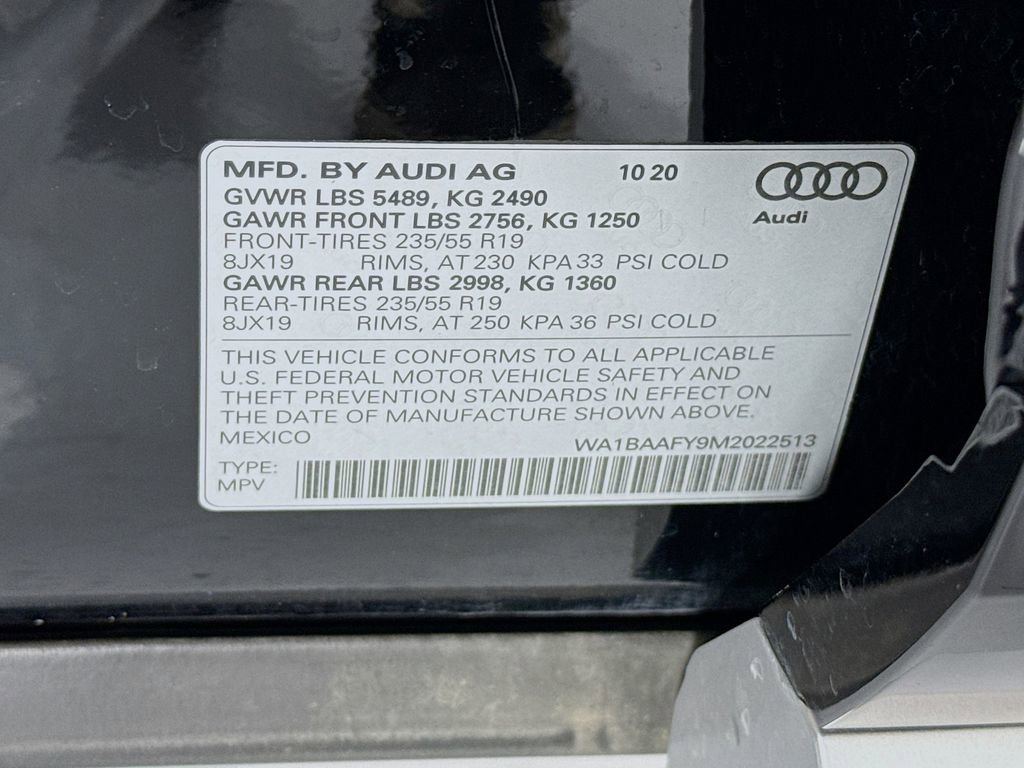 MFD. BY AUDI AG 10 20
Audi
GVWR LBS 5489, KG 2490
GAWR FRONT LBS 2756, KG 1250
FRONT-TIRES 235/55 R19
8JX19 RIMS, AT 230 KPA 33 PSI COLD
GAWR REAR LBS 2998, KG 1360
REAR-TIRES 235/55 R19
8JX19 RIMS, AT 250 KPA 36 PSI COLD
THIS VEHICLE CONFORMS TO ALL APPLICABLE
U.S. FEDERAL MOTOR VEHICLE SAFETY AND
THEFT PREVENTION STANDARDS IN EFFECT ON
THE DATE OF MANUFACTURE SHOWN ABOVE.
MEXICO WA1BAAFY9M2022513
TYPE:
MPV